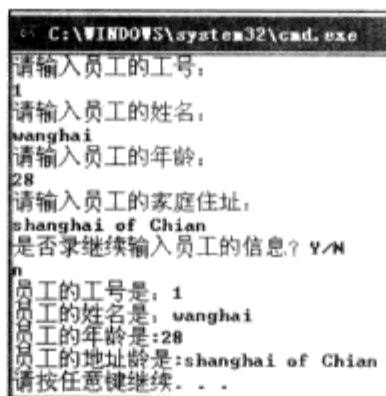 C:\WINDOWS\system32\cmd.exe
请输入员工的工号:
1
请输入员工的姓名:
wanghai
请输入员工的年龄:
28
请输入员工的家庭住址:
shanghai of Chian
是否录继续输入员工的信息? Y/N
n
员工的工号是: 1
员工的姓名是: wanghai
员工的年龄是:28
员工的地址龄是:shanghai of Chian
请按任意键继续. . .